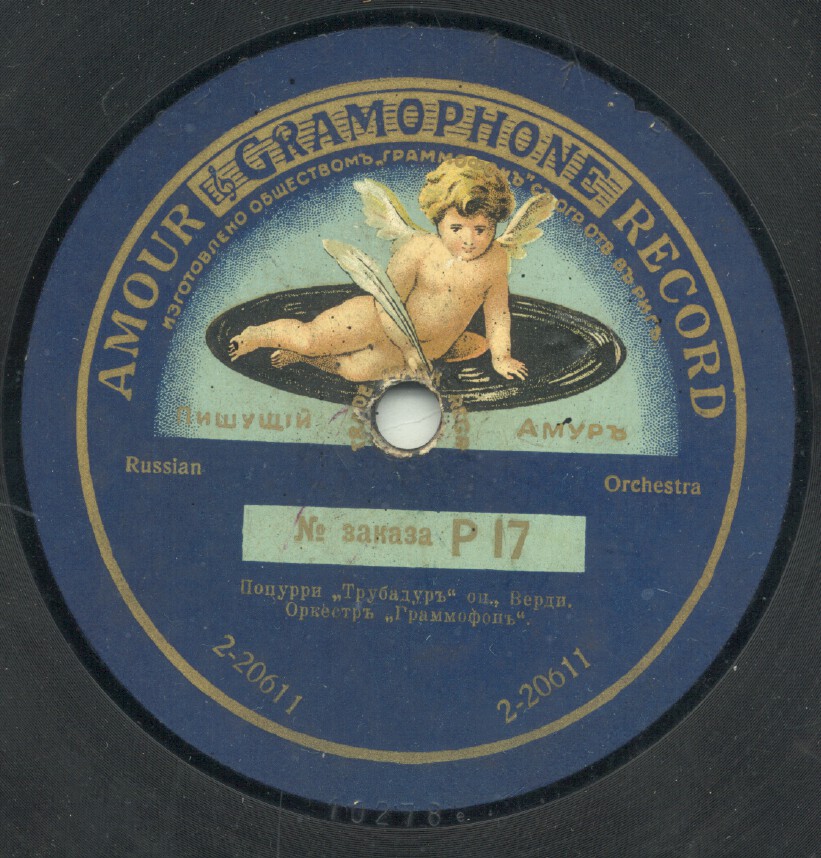 AMOUR GRAMOPHONE RECORD
ИЗГОТОВЛЕНО ОБЩЕСТВОМЪ „ГРАММОФОНЪ“ СЪ ОГР. ОТВ. ВЪ РИГѢ
ПИШУЩІЙ АМУРЪ
Russian Orchestra
№ заказа Р 17
Попурри „Трубадуръ“ оп., Верди.
Оркестръ „Граммофонъ“.
2-20611 2-20611
10278 e